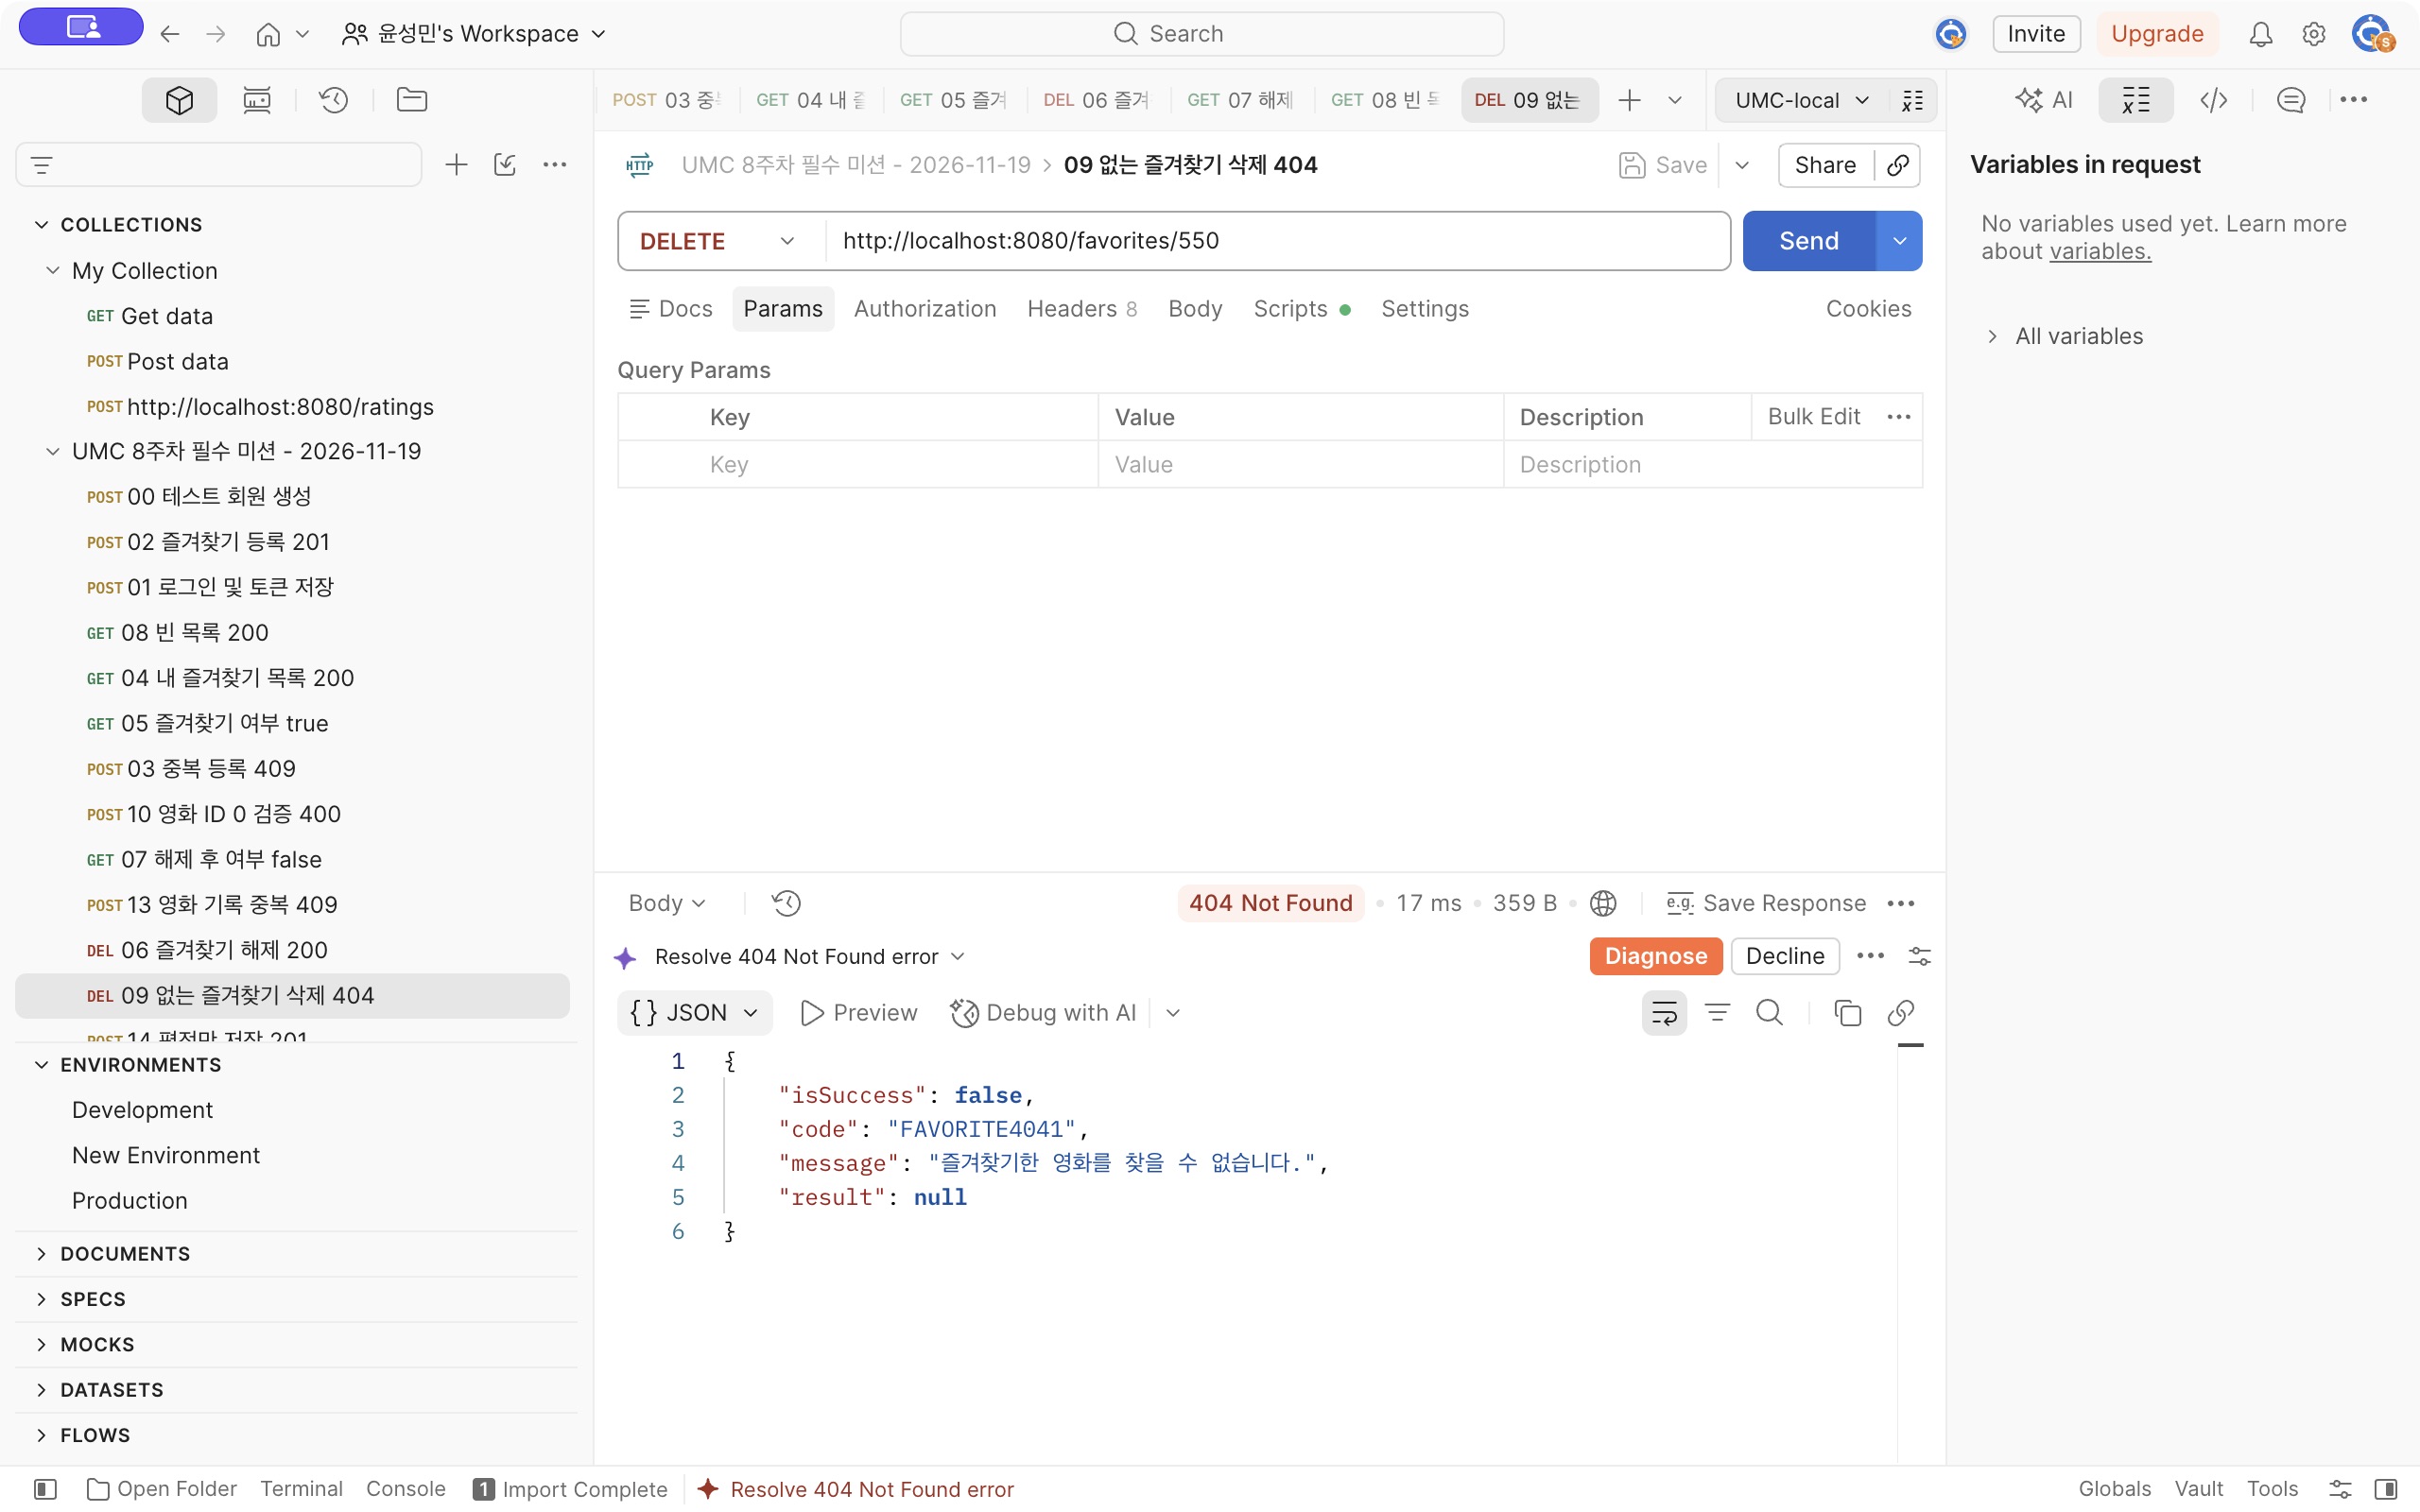 윤성민's Workspace
Search
Invite
Upgrade
POST 03 중
GET 04 내
GET 05 즐겨
DEL 06 즐겨
GET 07 해제
GET 08 빈
DEL 09 없는
UMC-local
AI
UMC 8주차 필수 미션 - 2026-11-19 > 09 없는 즐겨찾기 삭제 404
Save
Share
DELETE
http://localhost:8080/favorites/550
Send
Docs
Params
Authorization
Headers 8
Body
Scripts
Settings
Cookies
Query Params
Key
Value
Description
Bulk Edit
Key
Value
Description
COLLECTIONS
My Collection
GET Get data
POST Post data
POST http://localhost:8080/ratings
UMC 8주차 필수 미션 - 2026-11-19
POST 00 테스트 회원 생성
POST 02 즐겨찾기 등록 201
POST 01 로그인 및 토큰 저장
GET 08 빈 목록 200
GET 04 내 즐겨찾기 목록 200
GET 05 즐겨찾기 여부 true
POST 03 중복 등록 409
POST 10 영화 ID 0 검증 400
GET 07 해제 후 여부 false
POST 13 영화 기록 중복 409
DEL 06 즐겨찾기 해제 200
DEL 09 없는 즐겨찾기 삭제 404
POST 14 평점만 저장 201
ENVIRONMENTS
Development
New Environment
Production
DOCUMENTS
SPECS
MOCKS
DATASETS
FLOWS
Body
404 Not Found
17 ms
359 B
e.g. Save Response
Resolve 404 Not Found error
Diagnose
Decline
{} JSON
Preview
Debug with AI
1 {
2 "isSuccess": false,
3 "code": "FAVORITE4041",
4 "message": "즐겨찾기한 영화를 찾을 수 없습니다.",
5 "result": null
6 }
Variables in request
No variables used yet. Learn more
about variables.
All variables
Open Folder
Terminal
Console
1 Import Complete
Resolve 404 Not Found error
Globals
Vault
Tools